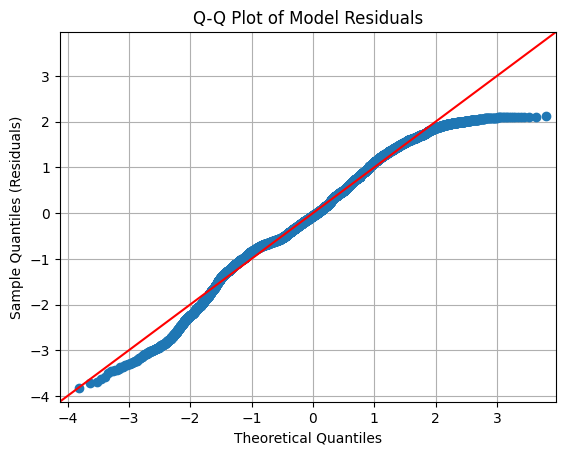 Q-Q Plot of Model Residuals
Sample Quantiles (Residuals)
3
2
1
0
−1
−2
−3
−4
−4 −3 −2 −1 0 1 2 3
Theoretical Quantiles